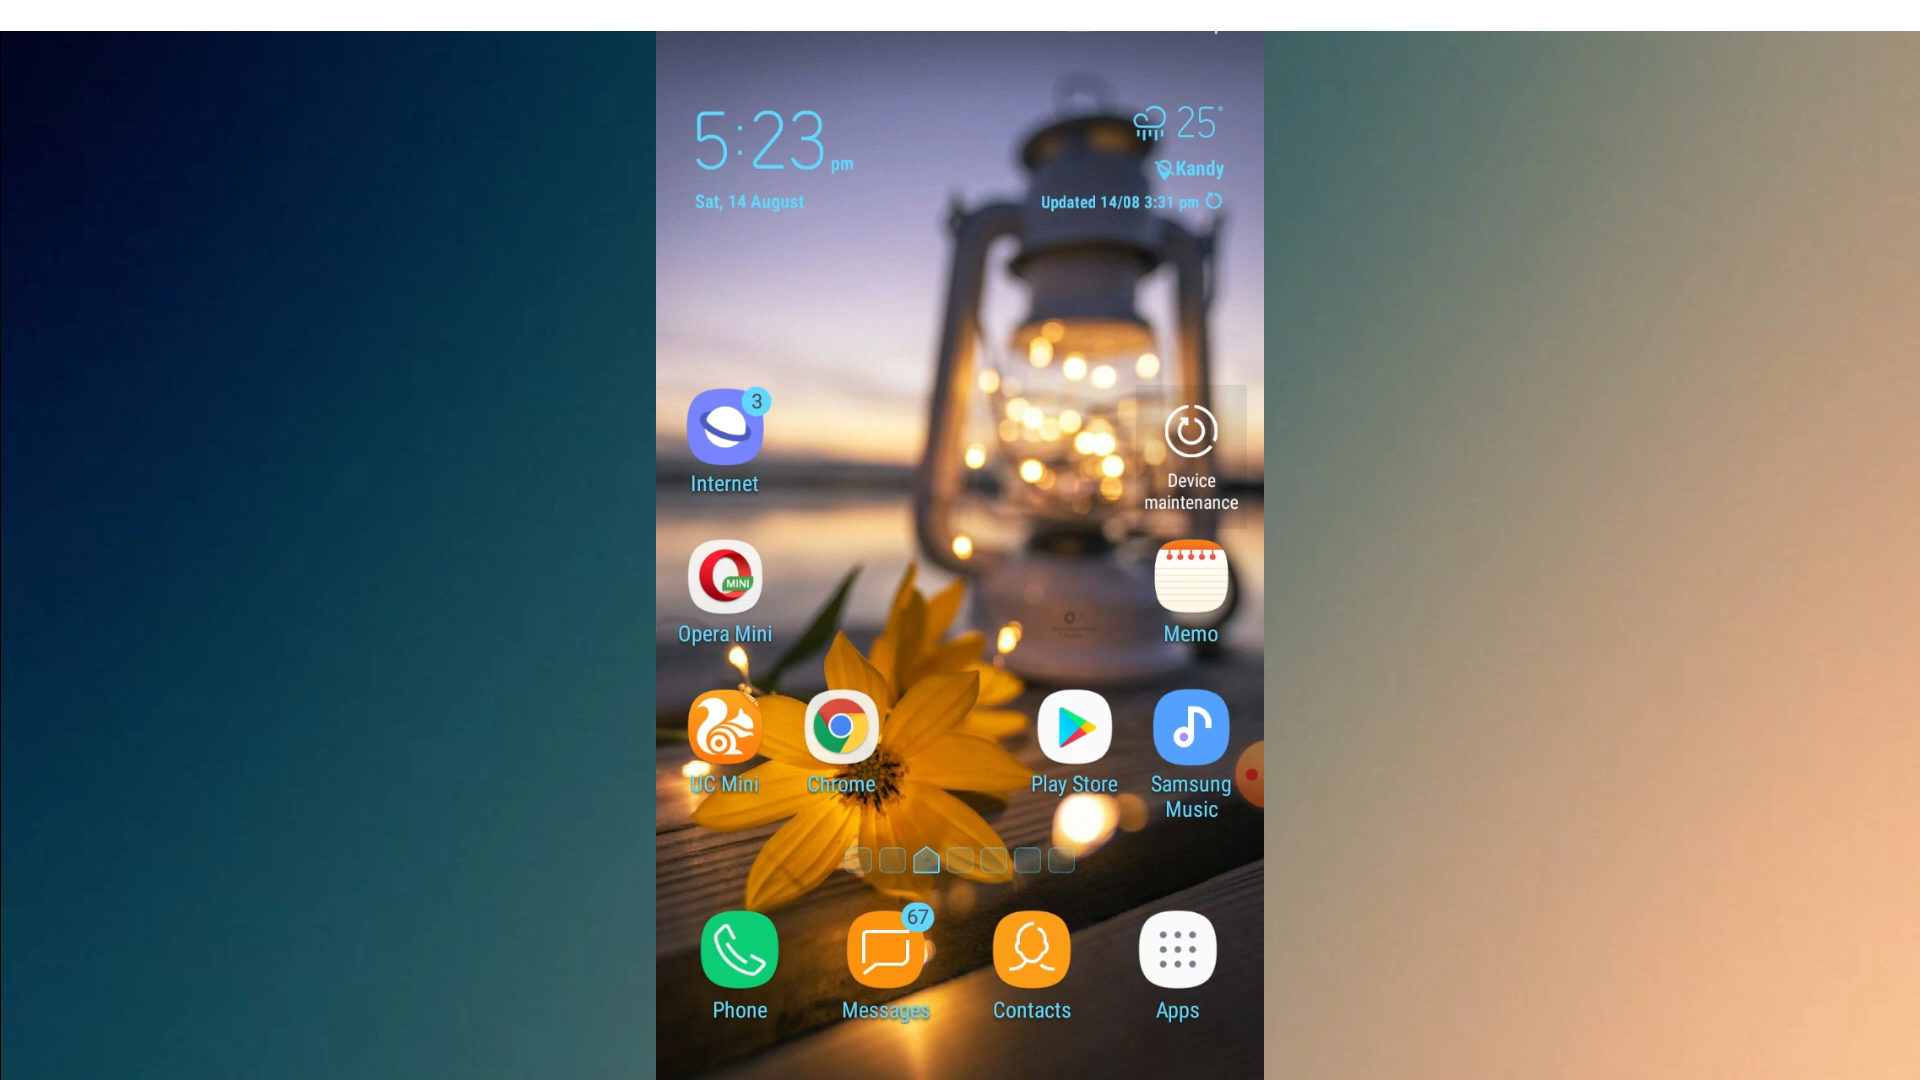 5:23 pm
25°
Kandy
Sat, 14 August
Updated 14/08 3:31 pm
3
Internet
Device
maintenance
MINI
Opera Mini
Memo
UC Mini
Chrome
Play Store
Samsung
Music
67
Phone
Messages
Contacts
Apps